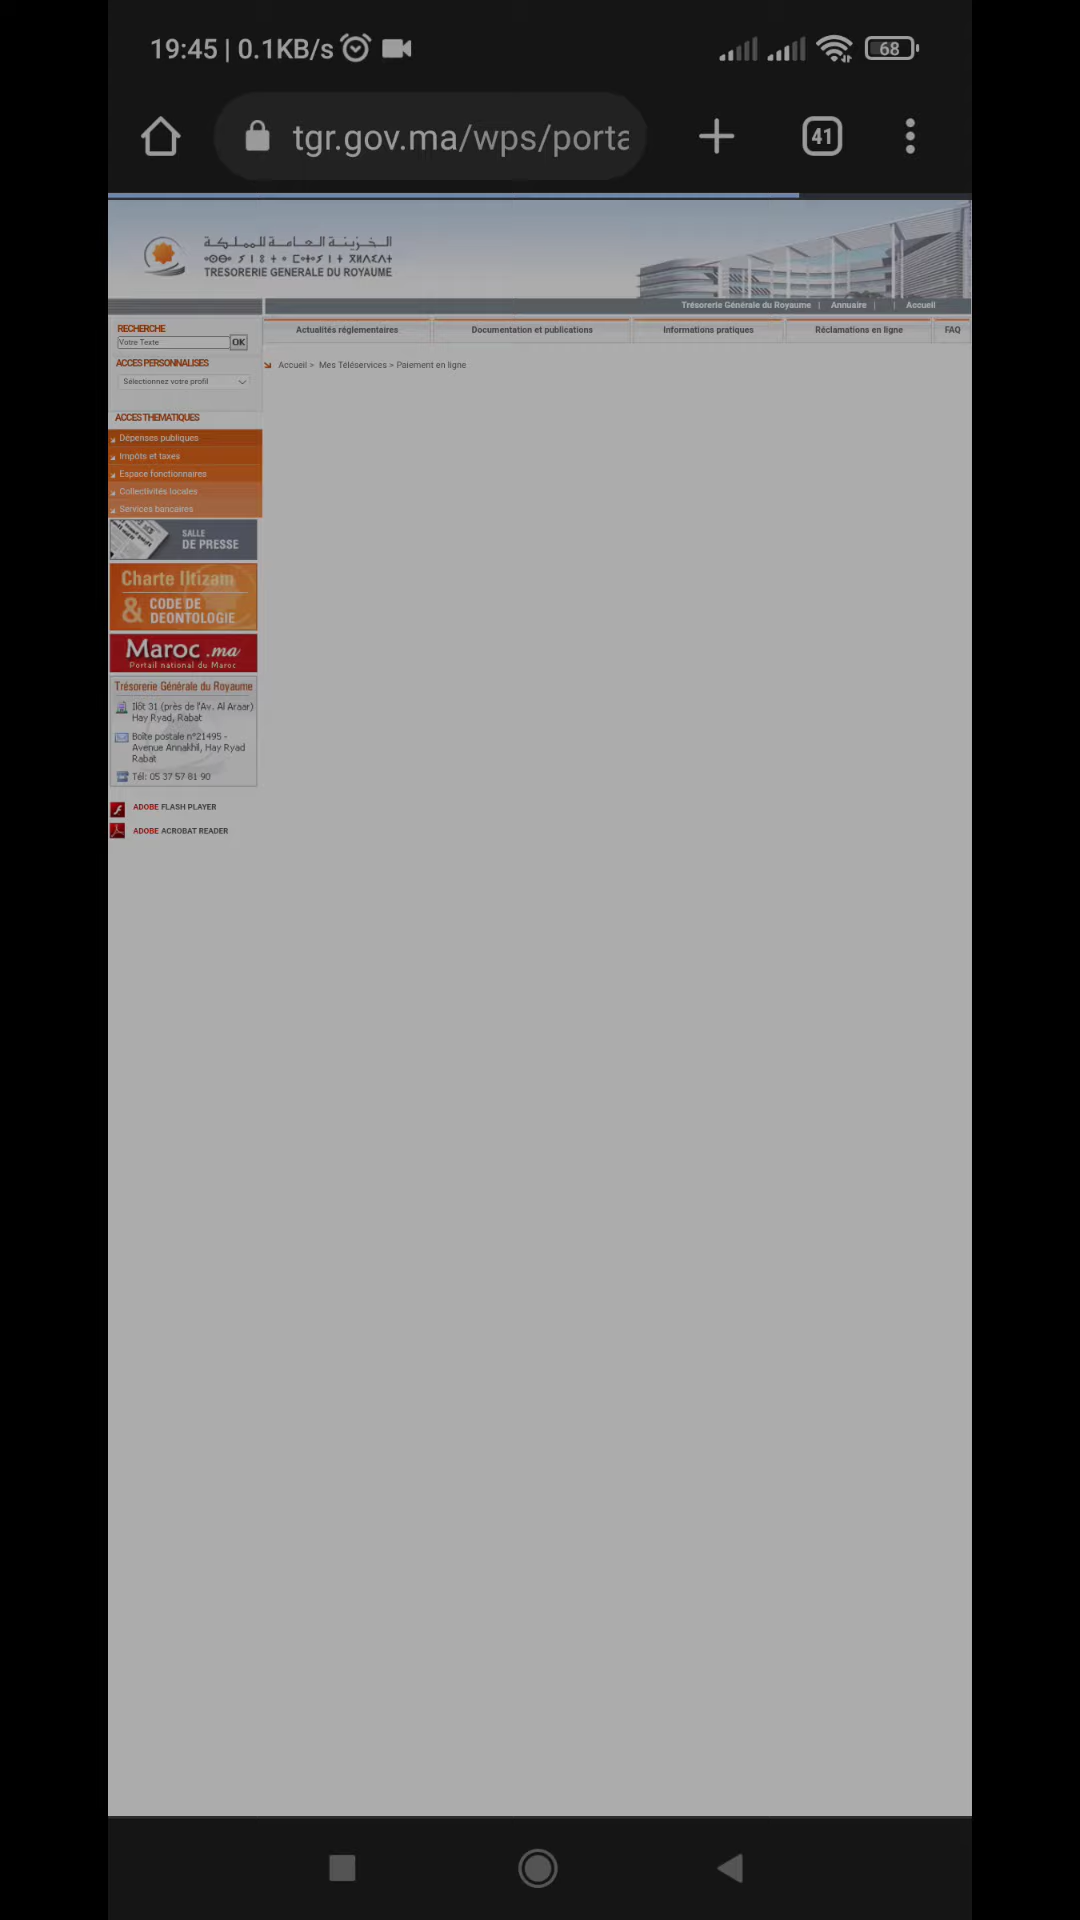 19:45 | 0.1KB/s
68
tgr.gov.ma/wps/porta
41
الخزينة العامة للمملكة
TRESORERIE GENERALE DU ROYAUME
Trésorerie Générale du Royaume | Annuaire | | Accueil
RECHERCHE
Votre Texte
OK
Actualités réglementaires
Documentation et publications
Informations pratiques
Réclamations en ligne
FAQ
ACCES PERSONNALISES
Sélectionnez votre profil
Accueil > Mes Téléservices > Paiement en ligne
ACCES THEMATIQUES
Dépenses publiques
Impôts et taxes
Espace fonctionnaires
Collectivités locales
Services bancaires
SALLE
DE PRESSE
Charte Iltizam
& CODE DE
DEONTOLOGIE
Maroc .ma
Portail national du Maroc
Trésorerie Générale du Royaume
Ilôt 31 (près de l'Av. Al Araar)
Hay Ryad, Rabat
Boîte postale n°21495 -
Avenue Annakhil, Hay Ryad
Rabat
Tél: 05 37 57 81 90
ADOBE FLASH PLAYER
ADOBE ACROBAT READER